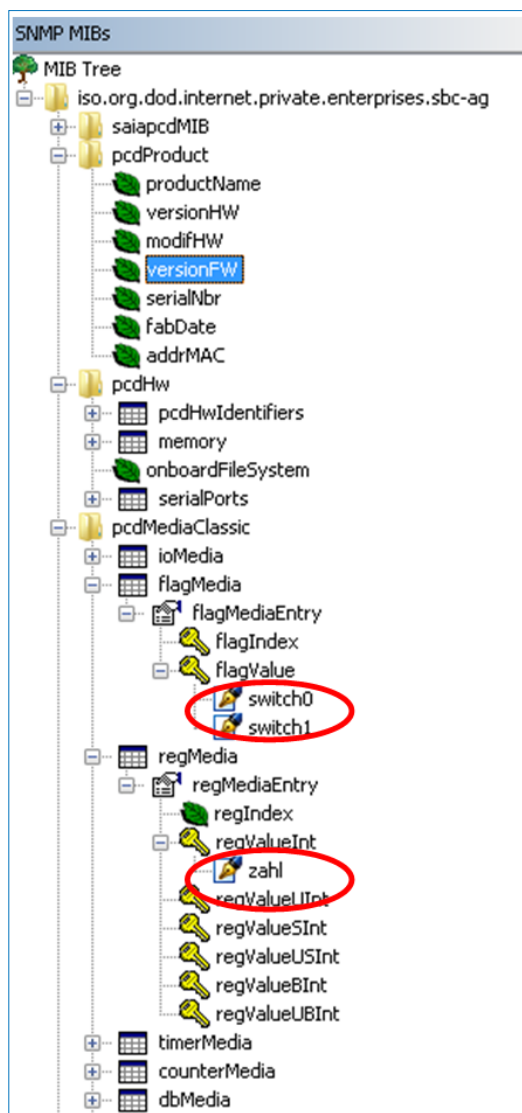 SNMP MIBs
MIB Tree
iso.org.dod.internet.private.enterprises.sbc-ag
saiapcdMIB
pcdProduct
productName
versionHW
modifHW
versionFW
serialNbr
fabDate
addrMAC
pcdHw
pcdHwIdentifiers
memory
onboardFileSystem
serialPorts
pcdMediaClassic
ioMedia
flagMedia
flagMediaEntry
flagIndex
flagValue
switch0
switch1
regMedia
regMediaEntry
regIndex
regValueInt
zahl
regValueUInt
regValueSInt
regValueUSInt
regValueBInt
regValueUBInt
timerMedia
counterMedia
dbMedia